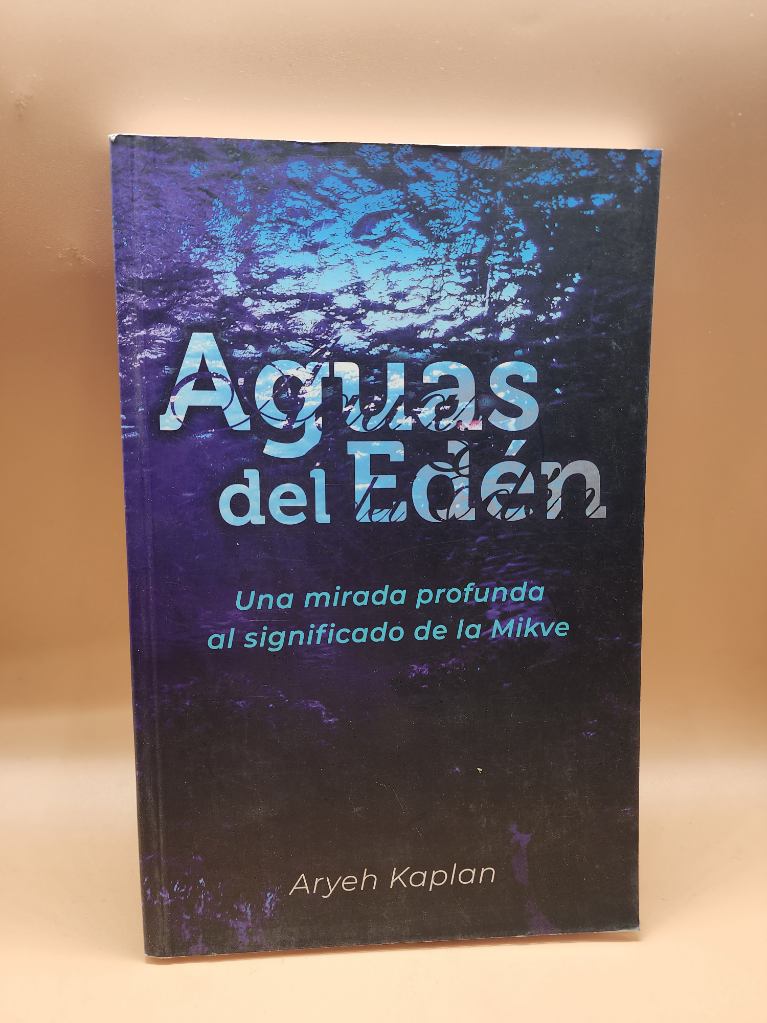 Aguas
del Edén
Una mirada profunda
al significado de la Mikve
Aryeh Kaplan